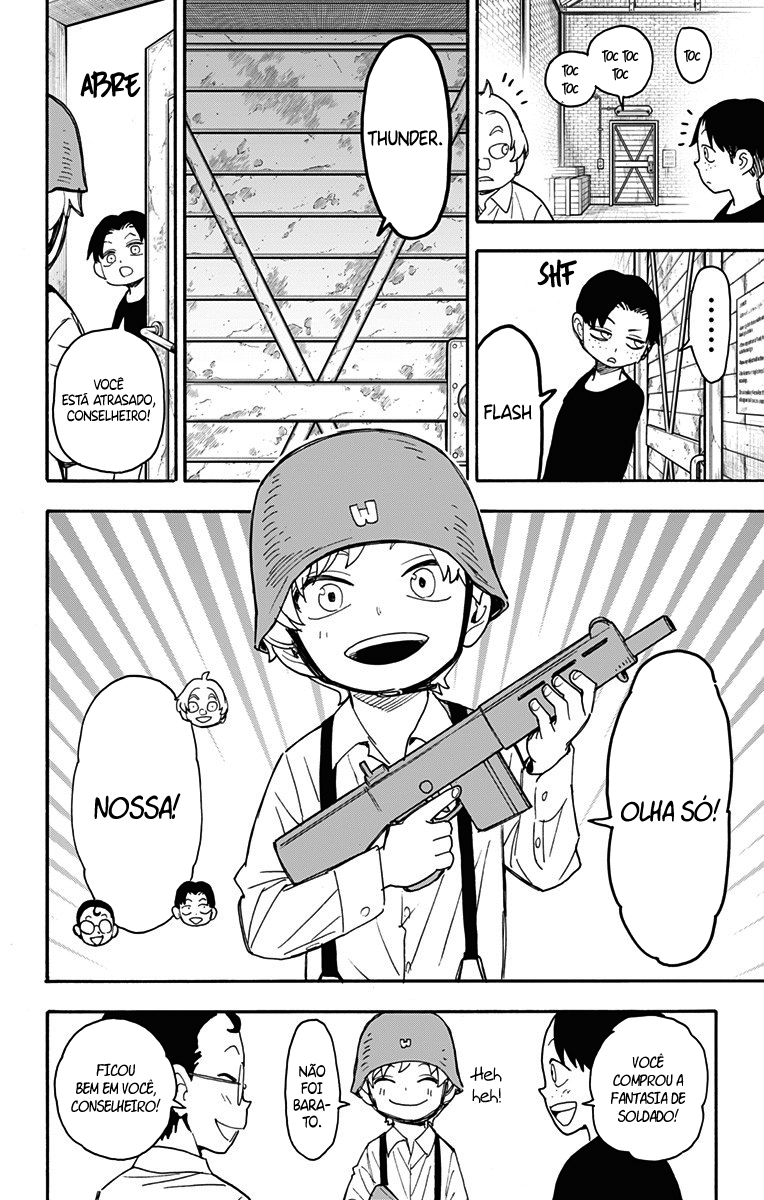 TOC
TOC TOC
TOC
TOC
TOC
....
SHF
FLASH
THUNDER.
ABRE
VOCÊ
ESTÁ ATRASADO,
CONSELHEIRO!
W
OLHA SÓ!
NOSSA!
VOCÊ
COMPROU A
FANTASIA DE
SOLDADO!
Heh
heh!
W
NÃO
FOI
BARA-
TO.
FICOU
BEM EM VOCÊ,
CONSELHEIRO!